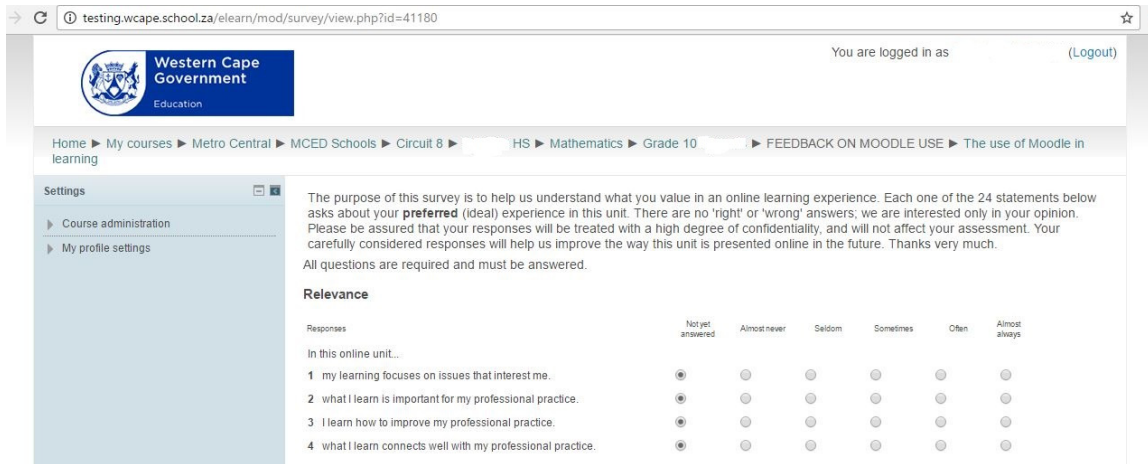 testing.wcape.school.za/elearn/mod/survey/view.php?id=41180
Western Cape
Government
Education
You are logged in as (Logout)
Home ► My courses ► Metro Central ► MCED Schools ► Circuit 8 ► HS ► Mathematics ► Grade 10 ► FEEDBACK ON MOODLE USE ► The use of Moodle in
learning
Settings
Course administration
My profile settings
The purpose of this survey is to help us understand what you value in an online learning experience. Each one of the 24 statements below
asks about your preferred (ideal) experience in this unit. There are no 'right' or 'wrong' answers; we are interested only in your opinion.
Please be assured that your responses will be treated with a high degree of confidentiality, and will not affect your assessment. Your
carefully considered responses will help us improve the way this unit is presented online in the future. Thanks very much.
All questions are required and must be answered.
Relevance
Responses Not yet answered Almost never Seldom Sometimes Often Almost always
In this online unit...
1 my learning focuses on issues that interest me.
2 what I learn is important for my professional practice.
3 I learn how to improve my professional practice.
4 what I learn connects well with my professional practice.